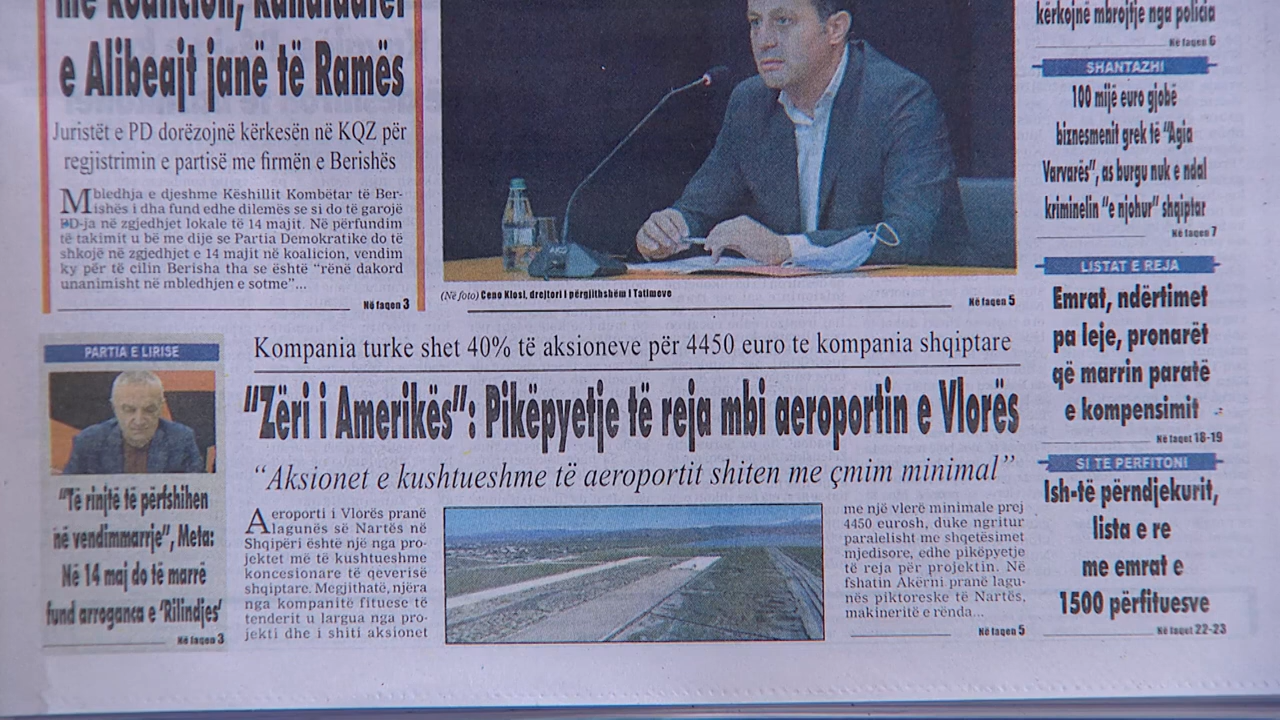 me koalicion, kandidatët
e Alibeajt janë të Ramës
Juristët e PD dorëzojnë kërkesën në KQZ për
regjistrimin e partisë me firmën e Berishës
Mbledhja e djeshme Këshillit Kombëtar të Ber-
ishës i dha fund edhe dilemës se si do të garojë
PD-ja në zgjedhjet lokale të 14 majit. Në përfundim
të takimit u bë me dije se Partia Demokratike do të
shkojë në zgjedhjet e 14 majit në koalicion, vendim
ky për të cilin Berisha tha se është “rënë dakord
unanimisht në mbledhjen e sotme”...
Në faqen 3
(Në foto) Ceno Klosi, drejtori i përgjithshëm i Tatimeve
Në faqen 5
kërkojnë mbrojtje nga policia
Në faqen 6
SHANTAZHI
100 mijë euro gjobë
biznesmenit grek të “Agia
Varvarës”, as burgu nuk e ndal
kriminelin “e njohur” shqiptar
Në faqen 7
LISTAT E REJA
Emrat, ndërtimet
pa leje, pronarët
që marrin paratë
e kompensimit
Në faqet 18-19
SI TË PËRFITONI
Ish-të përndjekurit,
lista e re
me emrat e
1500 përfituesve
Në faqet 22-23
PARTIA E LIRISË
“Të rinjtë të përfshihen
në vendimmarrje”, Meta:
Në 14 maj do të marrë
fund arroganca e ‘Rilindjes’
Në faqen 3
Kompania turke shet 40% të aksioneve për 4450 euro te kompania shqiptare
“Zëri i Amerikës”: Pikëpyetje të reja mbi aeroportin e Vlorës
“Aksionet e kushtueshme të aeroportit shiten me çmim minimal”
Aeroporti i Vlorës pranë
lagunës së Nartës në
Shqipëri është një nga pro-
jektet më të kushtueshme
koncesionare të qeverisë
shqiptare. Megjithatë, njëra
nga kompanitë fituese të
tenderit u largua nga pro-
jekti dhe i shiti aksionet
me një vlerë minimale prej
4450 eurosh, duke ngritur
paralelisht me shqetësimet
mjedisore, edhe pikëpyetje
të reja për projektin. Në
fshatin Akërni pranë lagu-
nës piktoreske të Nartës,
makineritë e rënda...
Në faqen 5